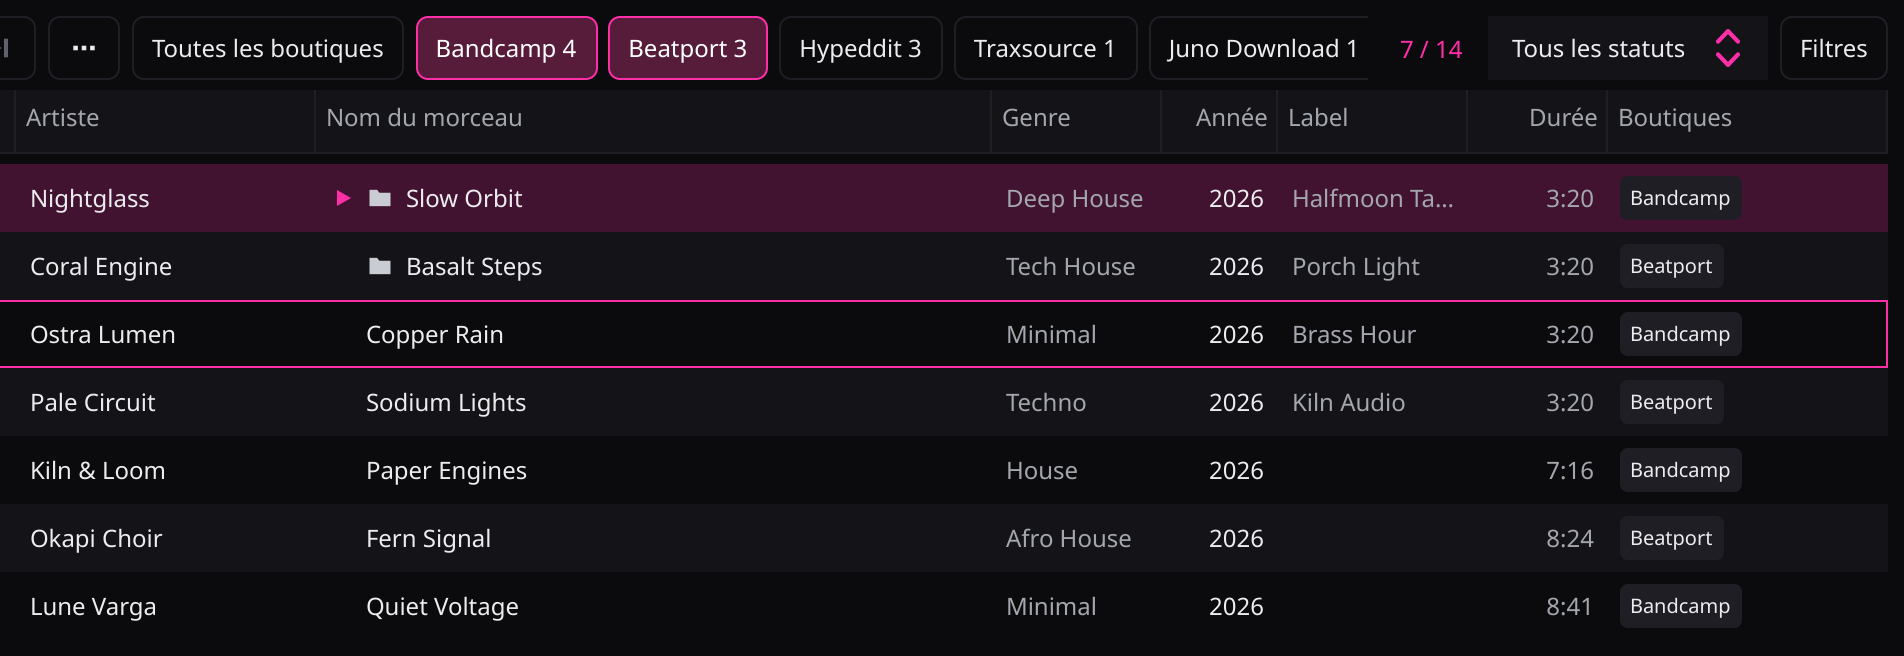 ... Toutes les boutiques Bandcamp 4 Beatport 3 Hypeddit 3 Traxsource 1 Juno Download 1 7 / 14 Tous les statuts Filtres
Artiste Nom du morceau Genre Année Label Durée Boutiques
Nightglass Slow Orbit Deep House 2026 Halfmoon Ta... 3:20 Bandcamp
Coral Engine Basalt Steps Tech House 2026 Porch Light 3:20 Beatport
Ostra Lumen Copper Rain Minimal 2026 Brass Hour 3:20 Bandcamp
Pale Circuit Sodium Lights Techno 2026 Kiln Audio 3:20 Beatport
Kiln & Loom Paper Engines House 2026 7:16 Bandcamp
Okapi Choir Fern Signal Afro House 2026 8:24 Beatport
Lune Varga Quiet Voltage Minimal 2026 8:41 Bandcamp